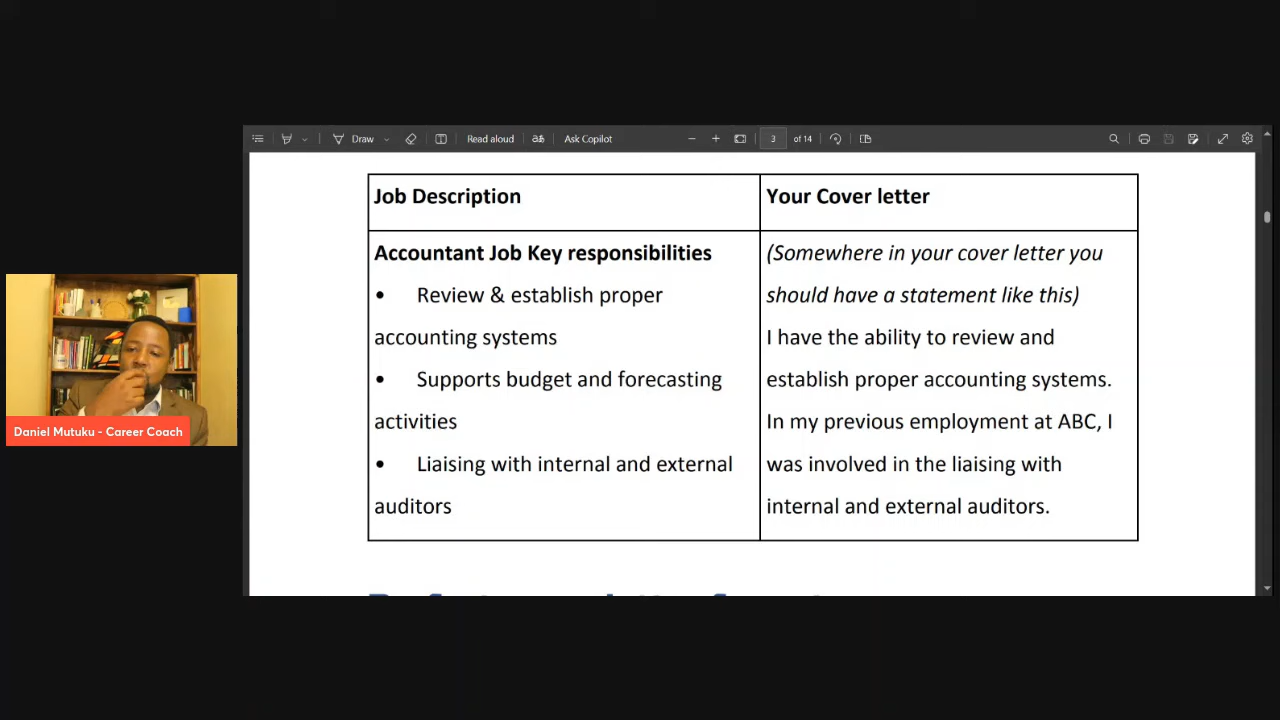 Draw
Read aloud
Ask Copilot
3
of 14
Job Description
Your Cover letter
Accountant Job Key responsibilities
• Review & establish proper
accounting systems
• Supports budget and forecasting
activities
• Liaising with internal and external
auditors
(Somewhere in your cover letter you
should have a statement like this)
I have the ability to review and
establish proper accounting systems.
In my previous employment at ABC, I
was involved in the liaising with
internal and external auditors.
Daniel Mutuku - Career Coach